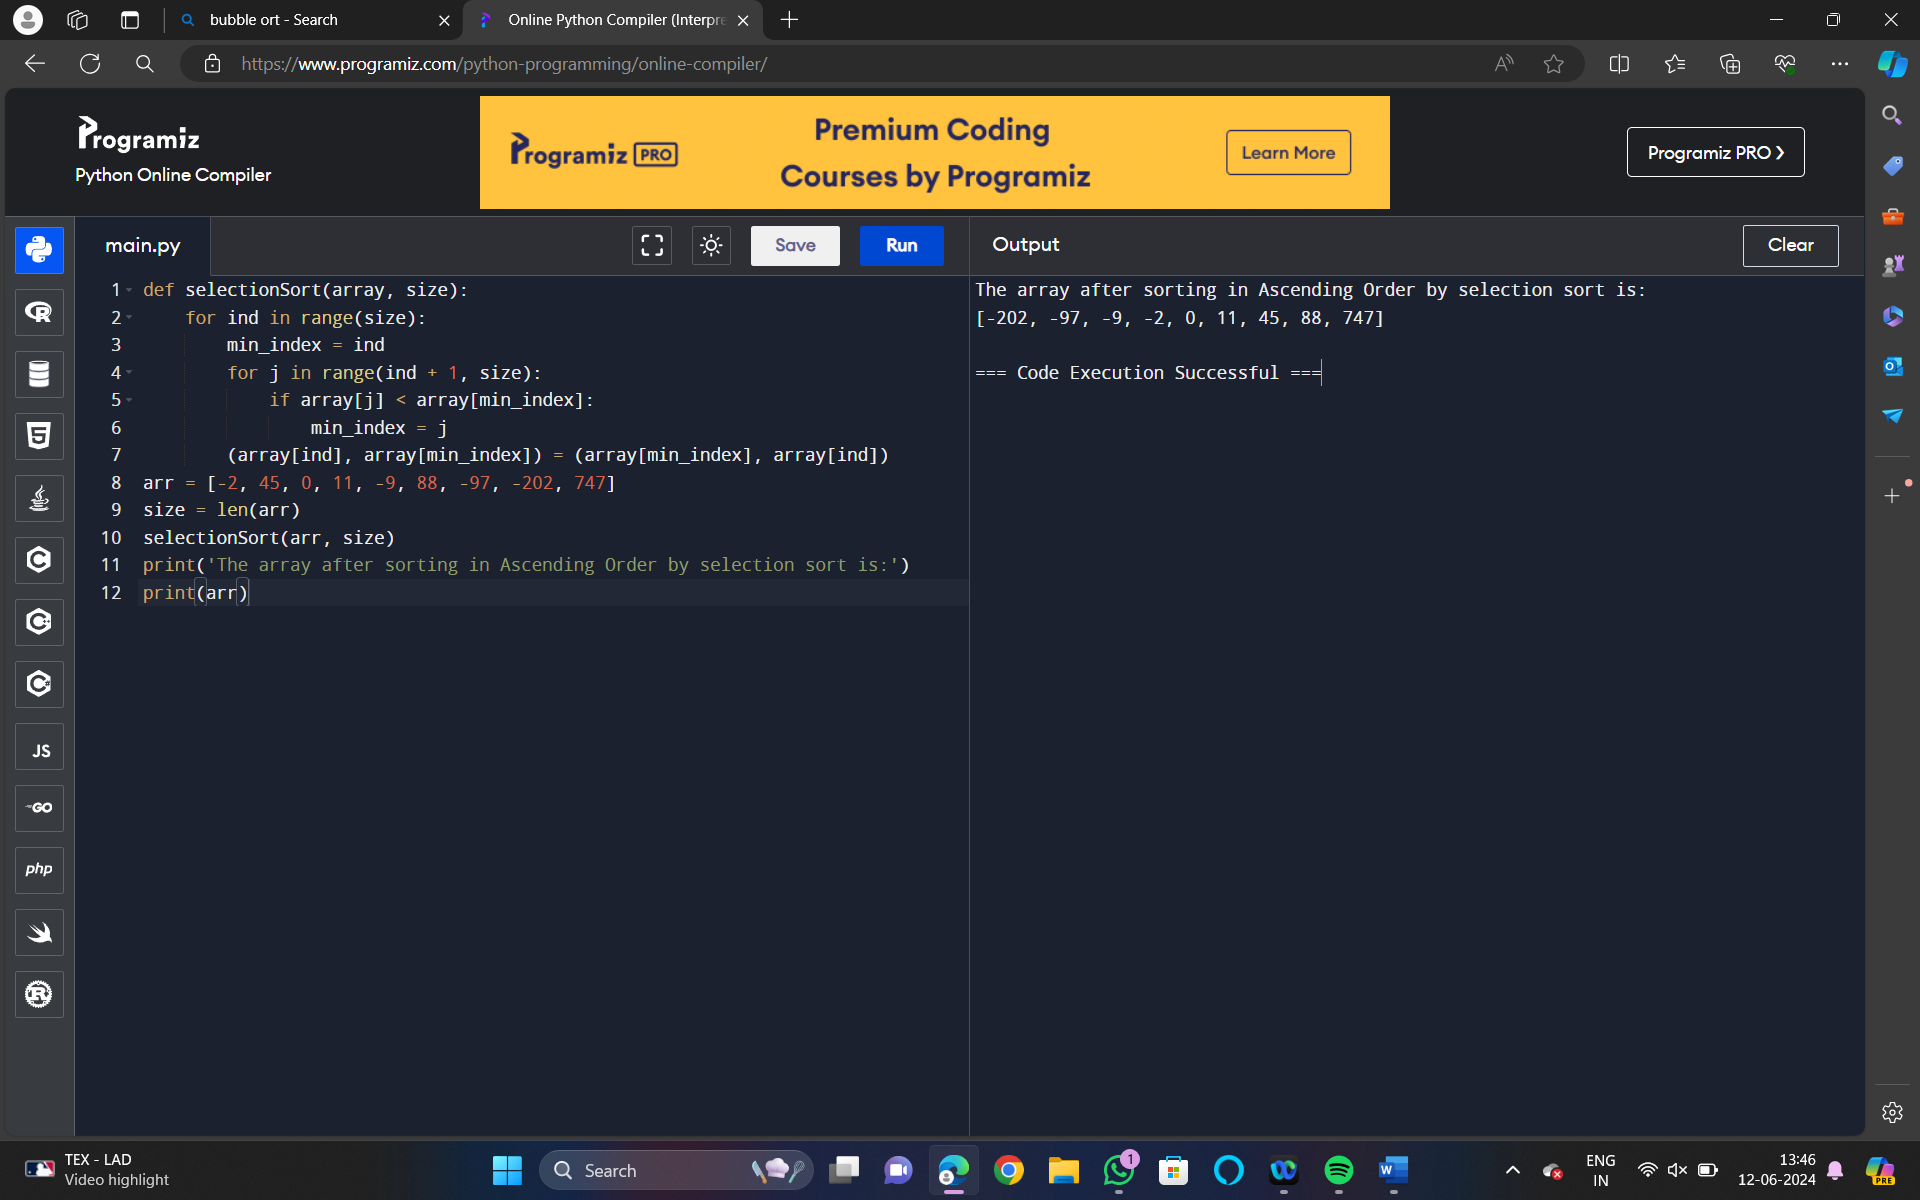 bubble ort - Search
Online Python Compiler (Interpre
https://www.programiz.com/python-programming/online-compiler/
Programiz
Python Online Compiler
Programiz PRO
Premium Coding
Courses by Programiz
Learn More
Programiz PRO
main.py
Save
Run
Output
Clear
1 def selectionSort(array, size):
2 for ind in range(size):
3 min_index = ind
4 for j in range(ind + 1, size):
5 if array[j] < array[min_index]:
6 min_index = j
7 (array[ind], array[min_index]) = (array[min_index], array[ind])
8 arr = [-2, 45, 0, 11, -9, 88, -97, -202, 747]
9 size = len(arr)
10 selectionSort(arr, size)
11 print('The array after sorting in Ascending Order by selection sort is:')
12 print(arr)
The array after sorting in Ascending Order by selection sort is:
[-202, -97, -9, -2, 0, 11, 45, 88, 747]
=== Code Execution Successful ===
JS
GO
php
TEX - LAD
Video highlight
Search
1
ENG
IN
13:46
12-06-2024
PRE